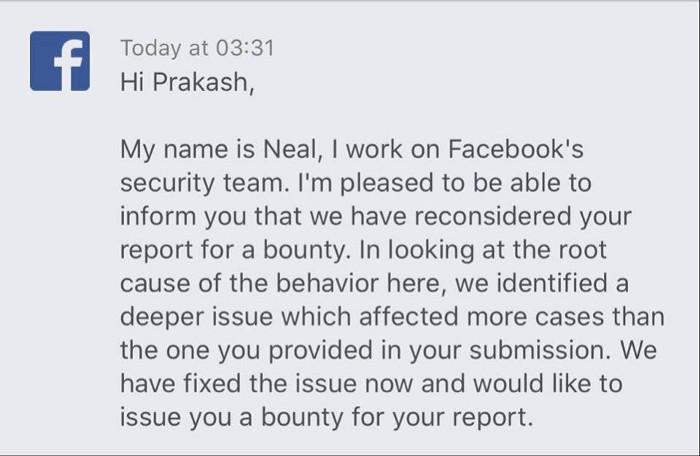 f
Today at 03:31
Hi Prakash,
My name is Neal, I work on Facebook's
security team. I'm pleased to be able to
inform you that we have reconsidered your
report for a bounty. In looking at the root
cause of the behavior here, we identified a
deeper issue which affected more cases than
the one you provided in your submission. We
have fixed the issue now and would like to
issue you a bounty for your report.